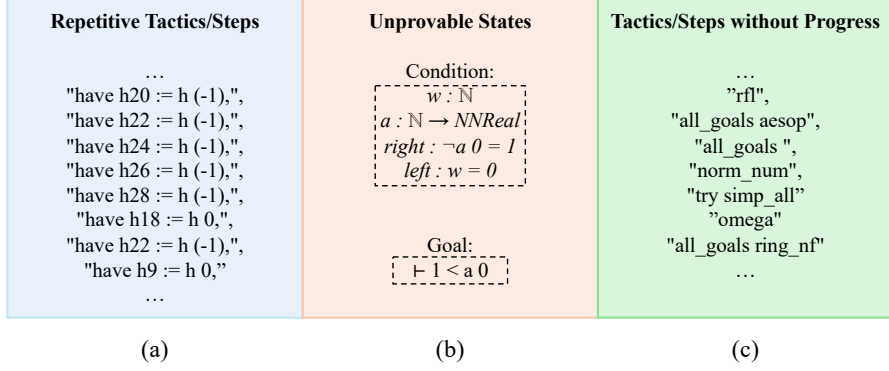 Repetitive Tactics/Steps
…
"have h20 := h (-1),",
"have h22 := h (-1),",
"have h24 := h (-1),",
"have h26 := h (-1),",
"have h28 := h (-1),",
"have h18 := h 0,",
"have h22 := h (-1),",
"have h9 := h 0,”
…
(a)
Unprovable States
Condition:
w : ℕ
a : ℕ → NNReal
right : ¬a 0 = 1
left : w = 0
Goal:
⊢ 1 < a 0
(b)
Tactics/Steps without Progress
…
”rfl",
"all_goals aesop",
"all_goals ",
"norm_num",
"try simp_all”
”omega"
"all_goals ring_nf"
…
(c)